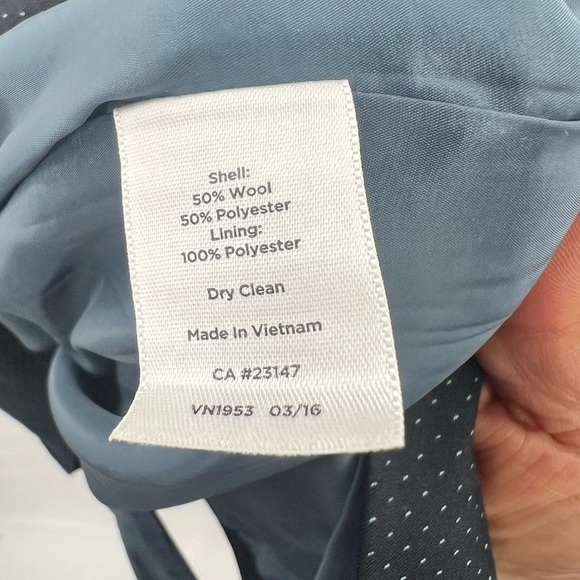 Shell:
50% Wool
50% Polyester
Lining:
100% Polyester
Dry Clean
Made In Vietnam
CA #23147
VN1953 03/16